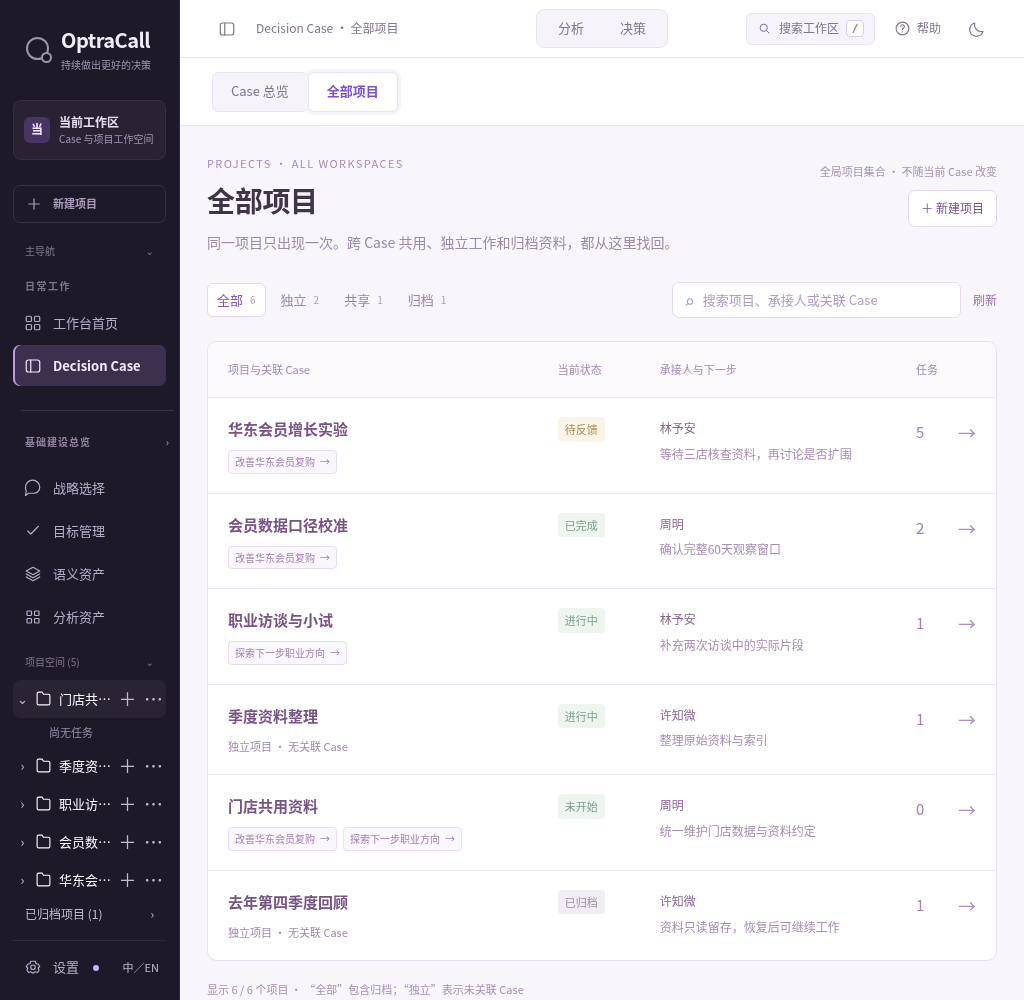 OptraCall
持续做出更好的决策
当 当前工作区
Case 与项目工作空间
新建项目
主导航
日常工作
工作台首页
Decision Case
基础建设总览
战略选择
目标管理
语义资产
分析资产
项目空间 (5)
门店共…
尚无任务
季度资…
职业访…
会员数…
华东会…
已归档项目 (1)
设置 中／EN
Decision Case · 全部项目
分析 决策
搜索工作区 /
帮助
Case 总览 全部项目
PROJECTS · ALL WORKSPACES
全部项目
同一项目只出现一次。跨 Case 共用、独立工作和归档资料，都从这里找回。
全局项目集合 · 不随当前 Case 改变
＋ 新建项目
全部 6 独立 2 共享 1 归档 1
搜索项目、承接人或关联 Case
刷新
项目与关联 Case 当前状态 承接人与下一步 任务
华东会员增长实验 待反馈 林予安 5 →
改善华东会员复购 → 等待三店核查资料，再讨论是否扩围
会员数据口径校准 已完成 周明 2 →
改善华东会员复购 → 确认完整60天观察窗口
职业访谈与小试 进行中 林予安 1 →
探索下一步职业方向 → 补充两次访谈中的实际片段
季度资料整理 进行中 许知微 1 →
独立项目 · 无关联 Case 整理原始资料与索引
门店共用资料 未开始 周明 0 →
改善华东会员复购 → 探索下一步职业方向 → 统一维护门店数据与资料约定
去年第四季度回顾 已归档 许知微 1 →
独立项目 · 无关联 Case 资料只读留存，恢复后可继续工作
显示 6 / 6 个项目 · “全部”包含归档；“独立”表示未关联 Case